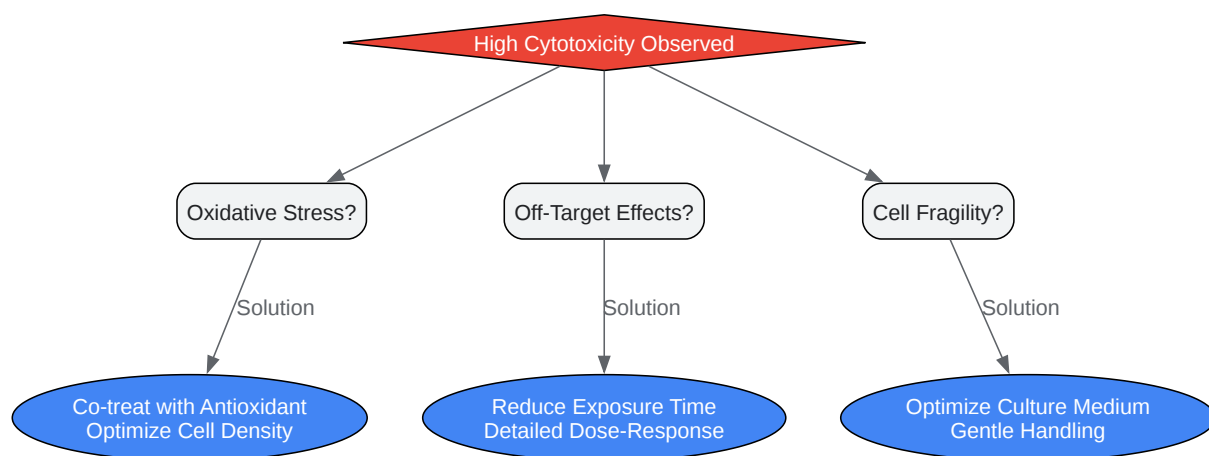 High Cytotoxicity Observed
Oxidative Stress?
Off-Target Effects?
Cell Fragility?
Solution
Solution
Solution
Co-treat with Antioxidant
Optimize Cell Density
Reduce Exposure Time
Detailed Dose-Response
Optimize Culture Medium
Gentle Handling